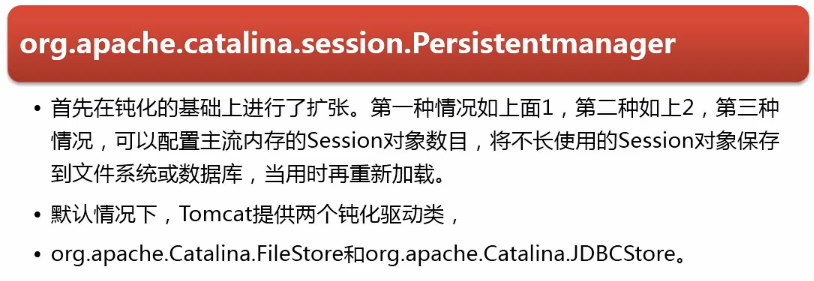 org.apache.catalina.session.Persistentmanager
• 首先在钝化的基础上进行了扩张。第一种情况如上面1，第二种如上2，第三种
情况，可以配置主流内存的Session对象数目，将不长使用的Session对象保存
到文件系统或数据库，当用时再重新加载。
• 默认情况下，Tomcat提供两个钝化驱动类，
• org.apache.Catalina.FileStore和org.apache.Catalina.JDBCStore。